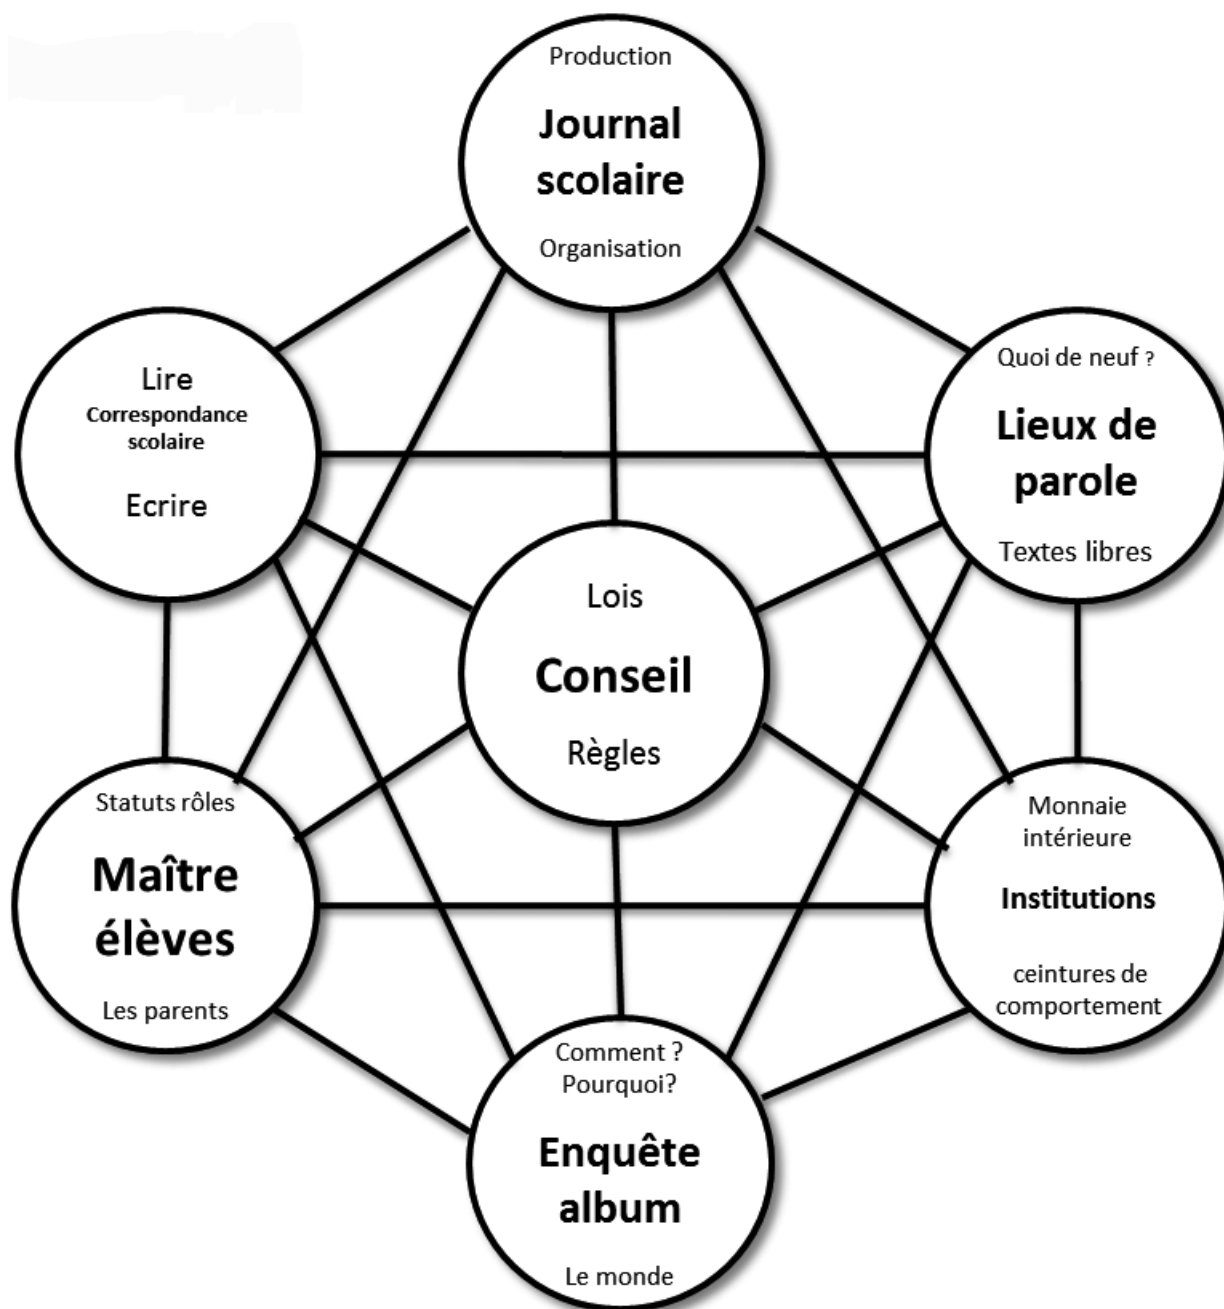 Production
Journal
scolaire
Organisation
Lire
Correspondance
scolaire
Ecrire
Quoi de neuf ?
Lieux de
parole
Textes libres
Lois
Conseil
Règles
Statuts rôles
Maître
élèves
Les parents
Monnaie
intérieure
Institutions
ceintures de
comportement
Comment ?
Pourquoi?
Enquête
album
Le monde